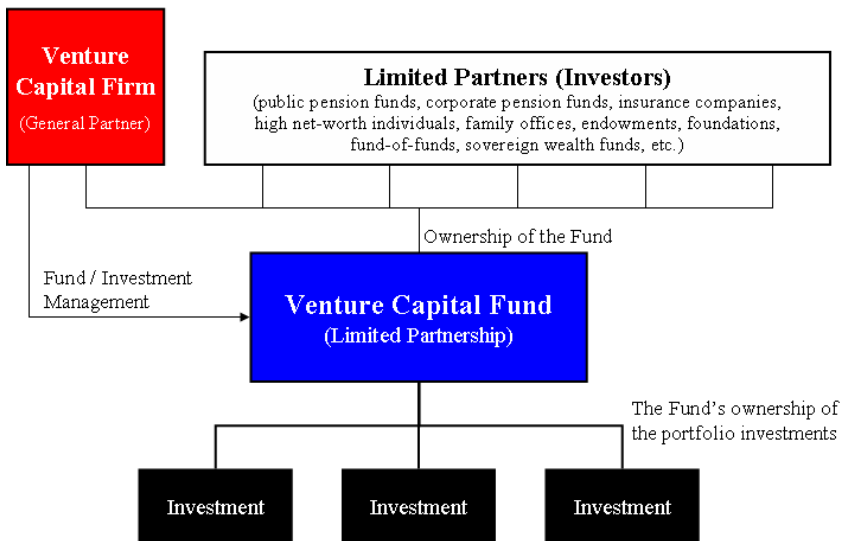 Venture
Capital Firm
(General Partner)
Limited Partners (Investors)
(public pension funds, corporate pension funds, insurance companies,
high net-worth individuals, family offices, endowments, foundations,
fund-of-funds, sovereign wealth funds, etc.)
Ownership of the Fund
Fund / Investment
Management
Venture Capital Fund
(Limited Partnership)
The Fund's ownership of
the portfolio investments
Investment
Investment
Investment